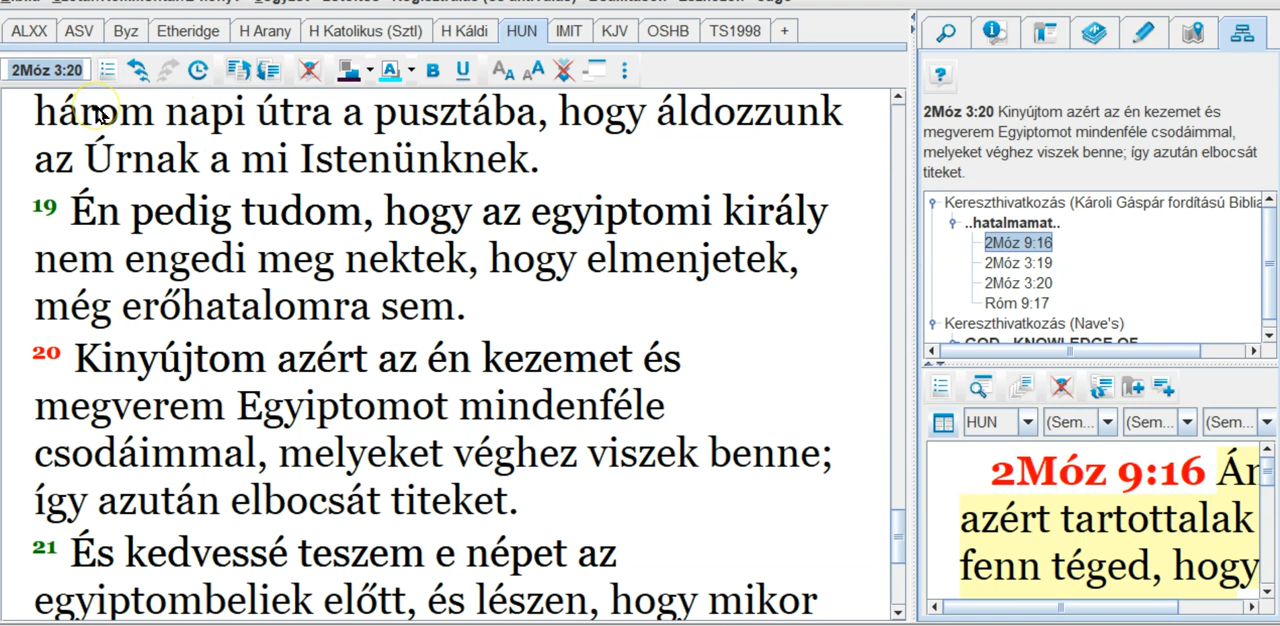 ALXX ASV Byz Etheridge H Arany H Katolikus (Sztl) H Káldi HUN IMIT KJV OSHB TS1998 +
2Móz 3:20
három napi útra a pusztába, hogy áldozzunk
az Úrnak a mi Istenünknek.
19 Én pedig tudom, hogy az egyiptomi király
nem engedi meg nektek, hogy elmenjetek,
még erőhatalomra sem.
20 Kinyújtom azért az én kezemet és
megverem Egyiptomot mindenféle
csodáimmal, melyeket véghez viszek benne;
így azután elbocsát titeket.
21 És kedvessé teszem e népet az
egyiptombeliek előtt, és lészen, hogy mikor
2Móz 3:20 Kinyújtom azért az én kezemet és
megverem Egyiptomot mindenféle csodáimmal,
melyeket véghez viszek benne; így azután elbocsát
titeket.
Kereszthivatkozás (Károli Gáspár fordítású Biblia
..hatalmamat..
2Móz 9:16
2Móz 3:19
2Móz 3:20
Róm 9:17
Kereszthivatkozás (Nave's)
GOD - KNOWLEDGE OF
HUN (Sem... (Sem... (Sem...
2Móz 9:16 Ám
azért tartottalak
fenn téged, hogy